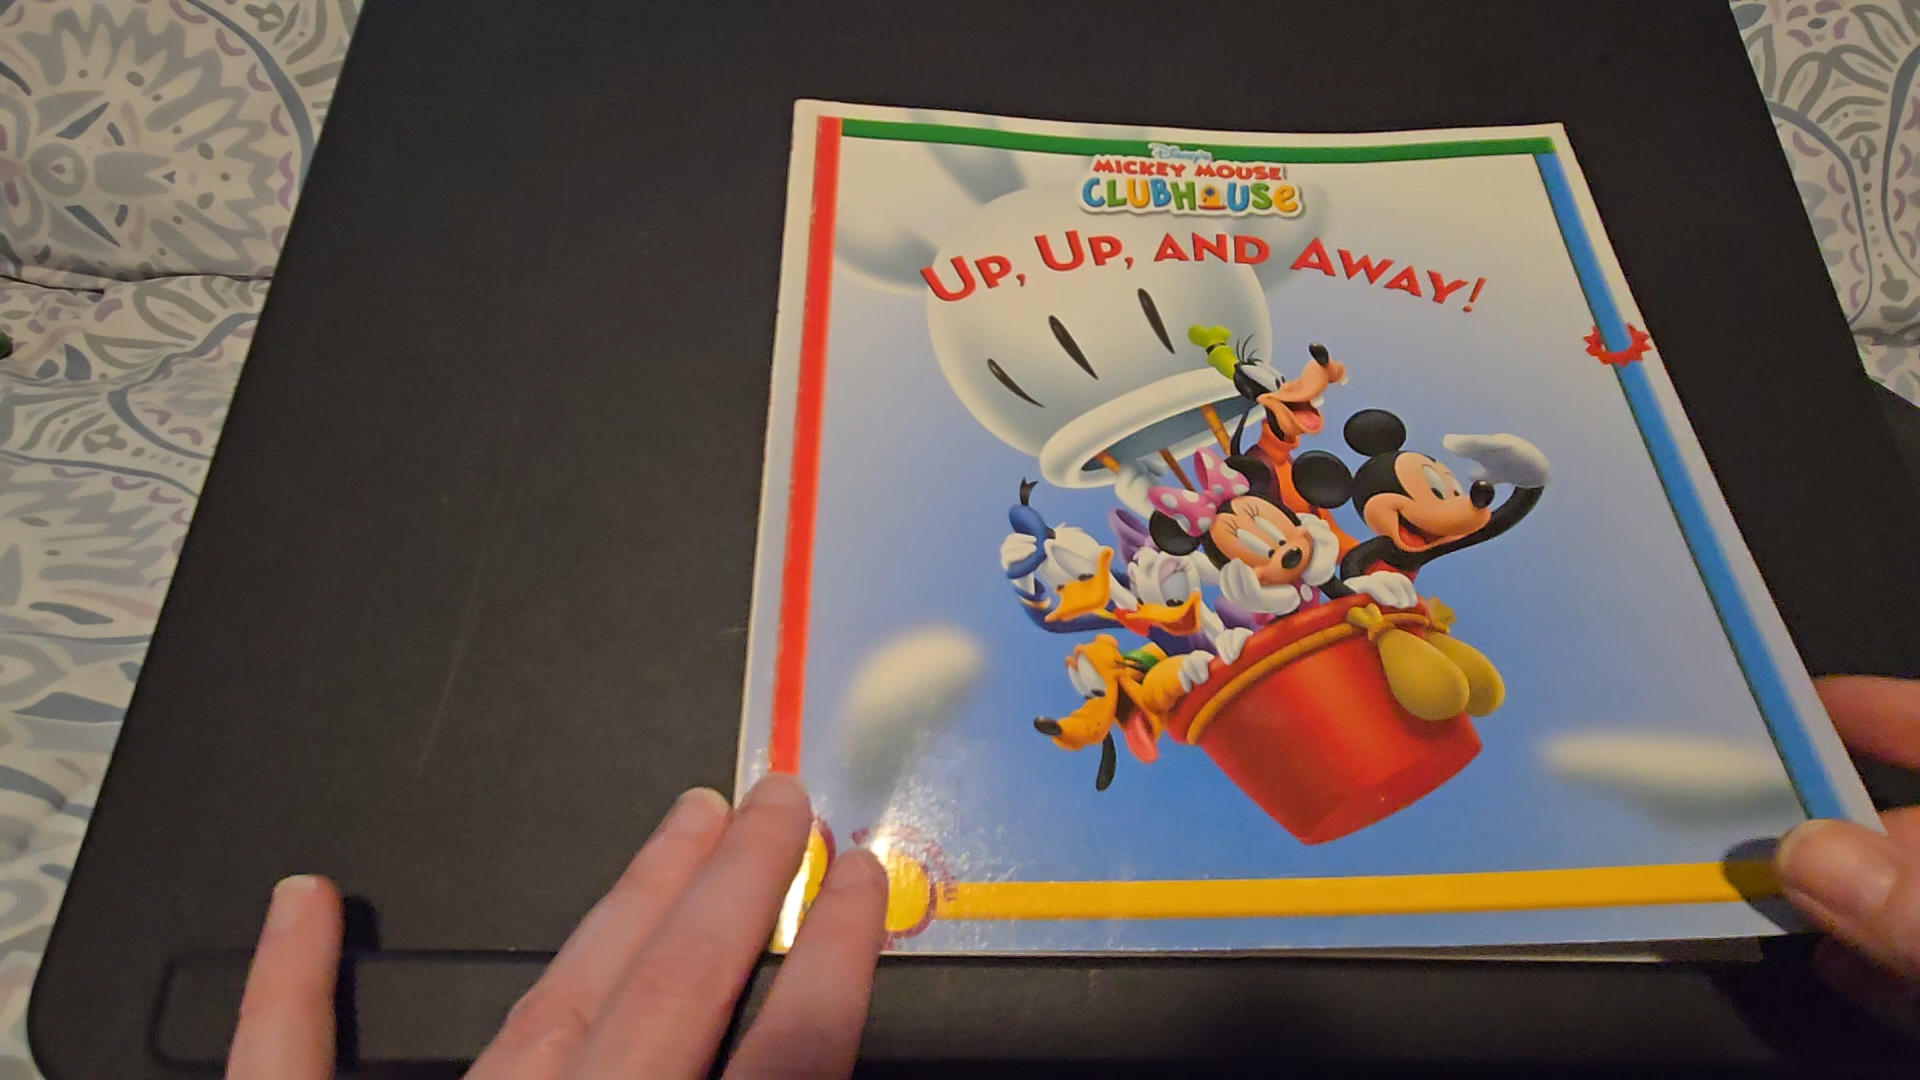 Disney's
MICKEY MOUSE
CLUBHOUSE
UP, UP, AND AWAY!